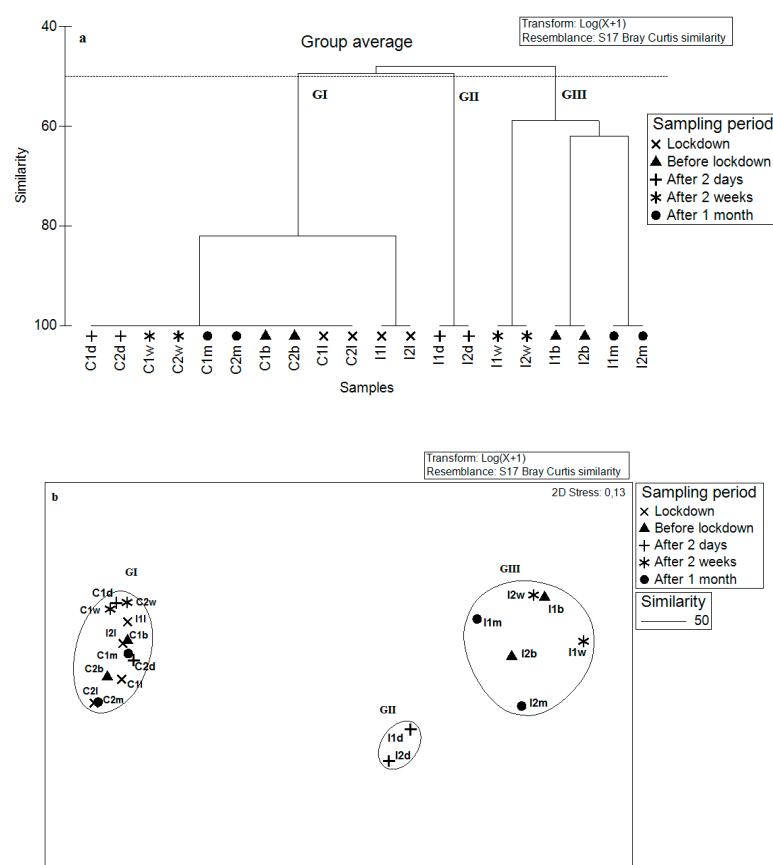 a
Group average
Transform: Log(X+1)
Resemblance: S17 Bray Curtis similarity
40
60
80
100
Similarity
GI
GII
GIII
Sampling period
Lockdown
Before lockdown
After 2 days
After 2 weeks
After 1 month
C1d
C2d
C1w
C2w
C1m
C2m
C1b
C2b
C1l
C2l
I1l
I2l
I1d
I2d
I1w
I2w
I1b
I2b
I1m
I2m
Samples
Transform: Log(X+1)
Resemblance: S17 Bray Curtis similarity
b
2D Stress: 0,13
Sampling period
Lockdown
Before lockdown
After 2 days
After 2 weeks
After 1 month
Similarity
50
GI
C1d
C2w
C1w
I1l
I2l
C1b
C1m
C2d
C2b
C1l
C2l
C2m
GII
I1d
I2d
GIII
I2w
I1b
I1m
I1w
I2b
I2m